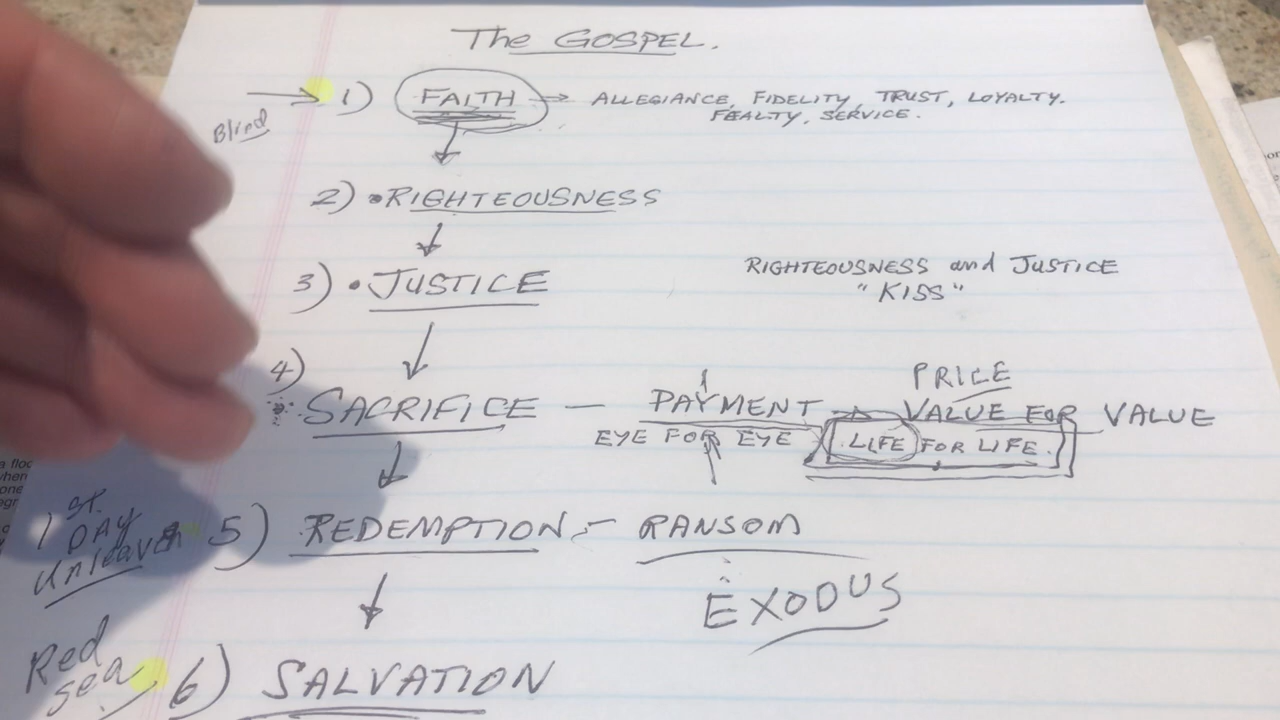 The GOSPEL.
1) FAITH → ALLEGIANCE, FIDELITY, TRUST, LOYALTY.
Blind
FEALTY, SERVICE.
2) • RIGHTEOUSNESS
3) • JUSTICE
RIGHTEOUSNESS and JUSTICE
"KISS"
4)
PRICE
SACRIFICE — PAYMENT VALUE FOR VALUE
EYE FOR EYE LIFE FOR LIFE.
1st DAY
5) REDEMPTION - RANSOM
EXODUS
Red
sea
6) SALVATION